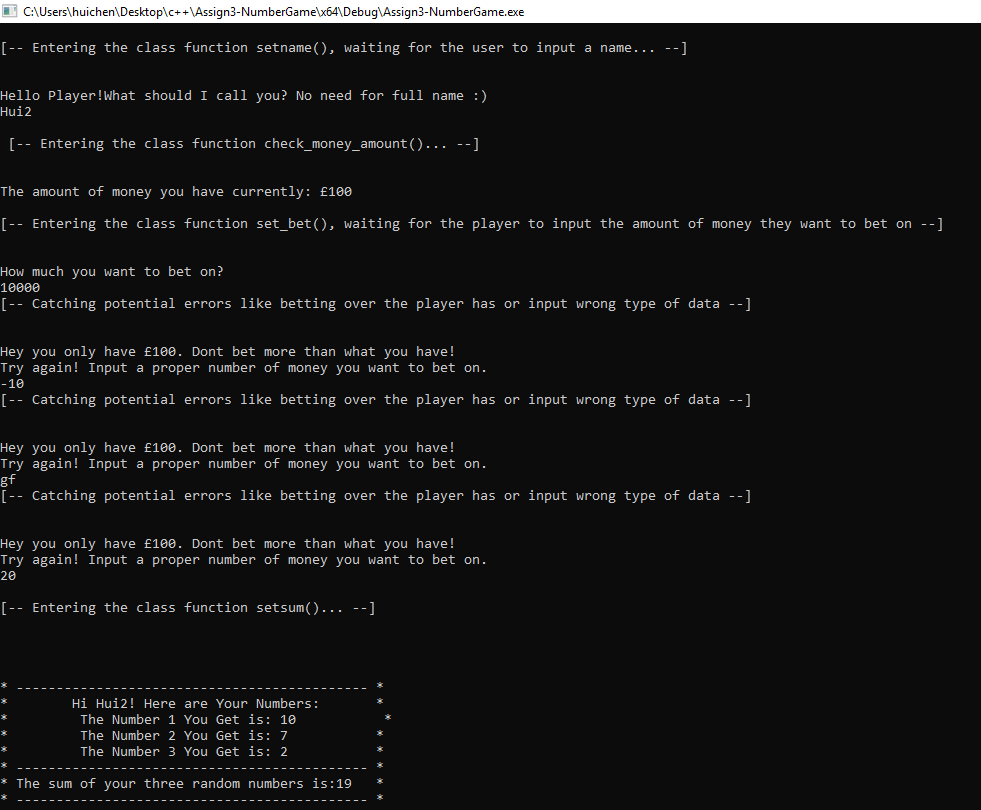 C:\Users\huichen\Desktop\c++\Assign3-NumberGame\x64\Debug\Assign3-NumberGame.exe
[-- Entering the class function setname(), waiting for the user to input a name... --]
Hello Player!What should I call you? No need for full name :)
Hui2
[-- Entering the class function check_money_amount()... --]
The amount of money you have currently: £100
[-- Entering the class function set_bet(), waiting for the player to input the amount of money they want to bet on --]
How much you want to bet on?
10000
[-- Catching potential errors like betting over the player has or input wrong type of data --]
Hey you only have £100. Dont bet more than what you have!
Try again! Input a proper number of money you want to bet on.
-10
[-- Catching potential errors like betting over the player has or input wrong type of data --]
Hey you only have £100. Dont bet more than what you have!
Try again! Input a proper number of money you want to bet on.
gf
[-- Catching potential errors like betting over the player has or input wrong type of data --]
Hey you only have £100. Dont bet more than what you have!
Try again! Input a proper number of money you want to bet on.
20
[-- Entering the class function setsum()... --]
* -------------------------------------------- *
*        Hi Hui2! Here are Your Numbers:       *
*         The Number 1 You Get is: 10           *
*         The Number 2 You Get is: 7           *
*         The Number 3 You Get is: 2           *
* -------------------------------------------- *
* The sum of your three random numbers is:19   *
* -------------------------------------------- *